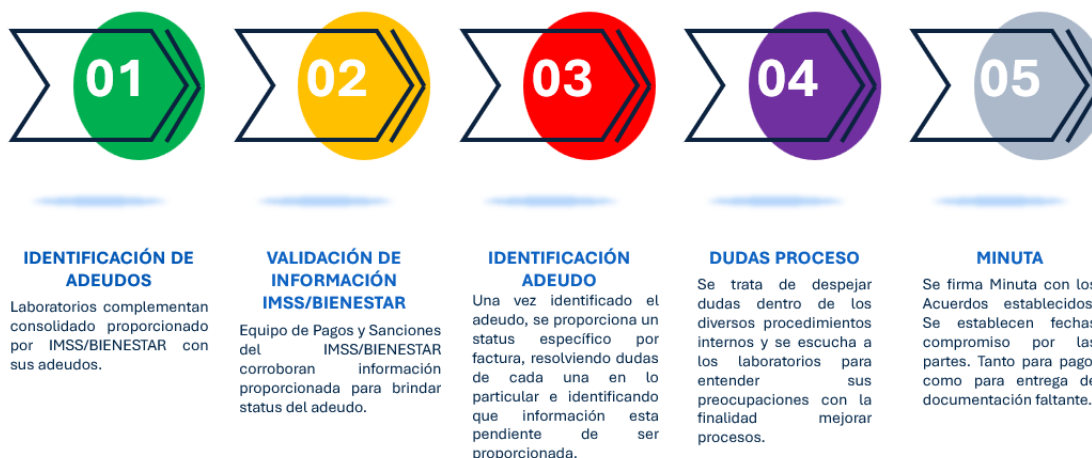 01
02
03
04
05
IDENTIFICACIÓN DE
ADEUDOS
Laboratorios complementan
consolidado proporcionado
por IMSS/BIENESTAR con
sus adeudos.
VALIDACIÓN DE
INFORMACIÓN
IMSS/BIENESTAR
Equipo de Pagos y Sanciones
del IMSS/BIENESTAR
corroboran información
proporcionada para brindar
status del adeudo.
IDENTIFICACIÓN
ADEUDO
Una vez identificado el
adeudo, se proporciona un
status específico por
factura, resolviendo dudas
de cada una en lo
particular e identificando
que información esta
pendiente de ser
proporcionada.
DUDAS PROCESO
Se trata de despejar
dudas dentro de los
diversos procedimientos
internos y se escucha a
los laboratorios para
entender sus
preocupaciones con la
finalidad mejorar
procesos.
MINUTA
Se firma Minuta con los
Acuerdos establecidos
Se establecen fechas
compromiso por las
partes. Tanto para pago
como para entrega de
documentación faltante.